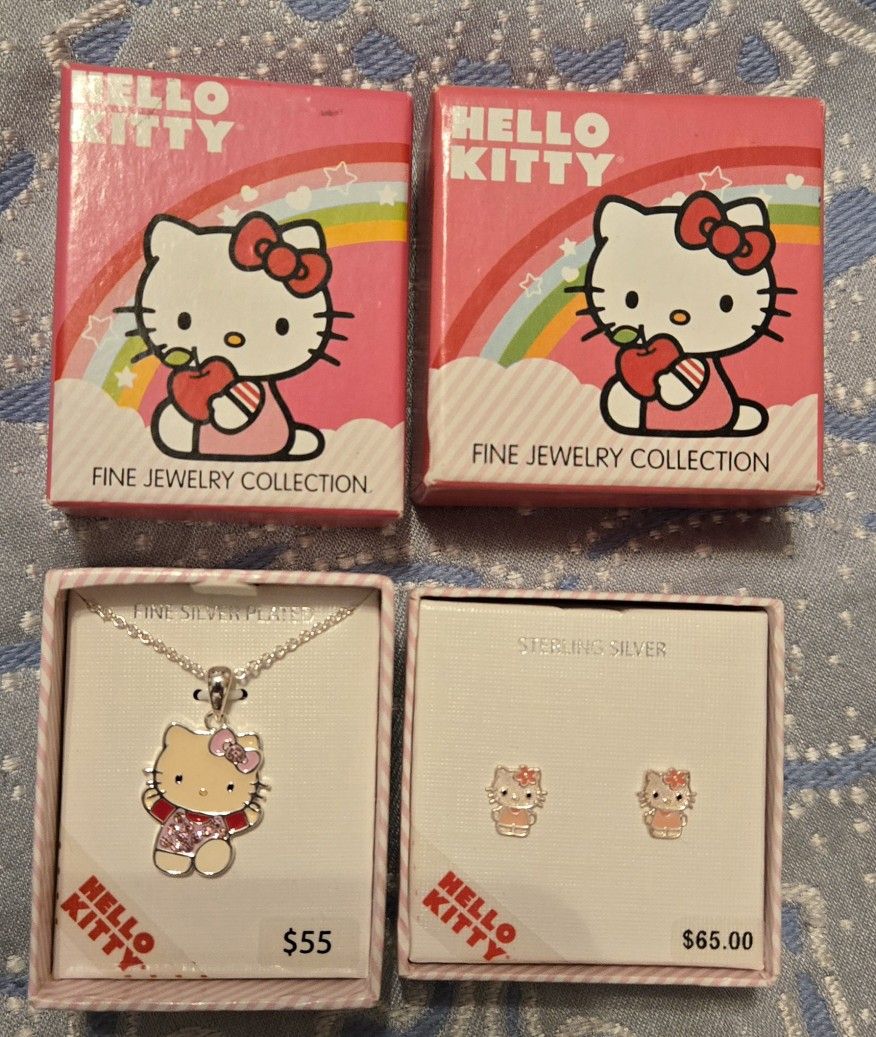 HELLO
KITTY
FINE JEWELRY COLLECTION
HELLO
KITTY
FINE JEWELRY COLLECTION
FINE SILVER PLATED
HELLO
KITTY
$55
STERLING SILVER
HELLO
KITTY
$65.00